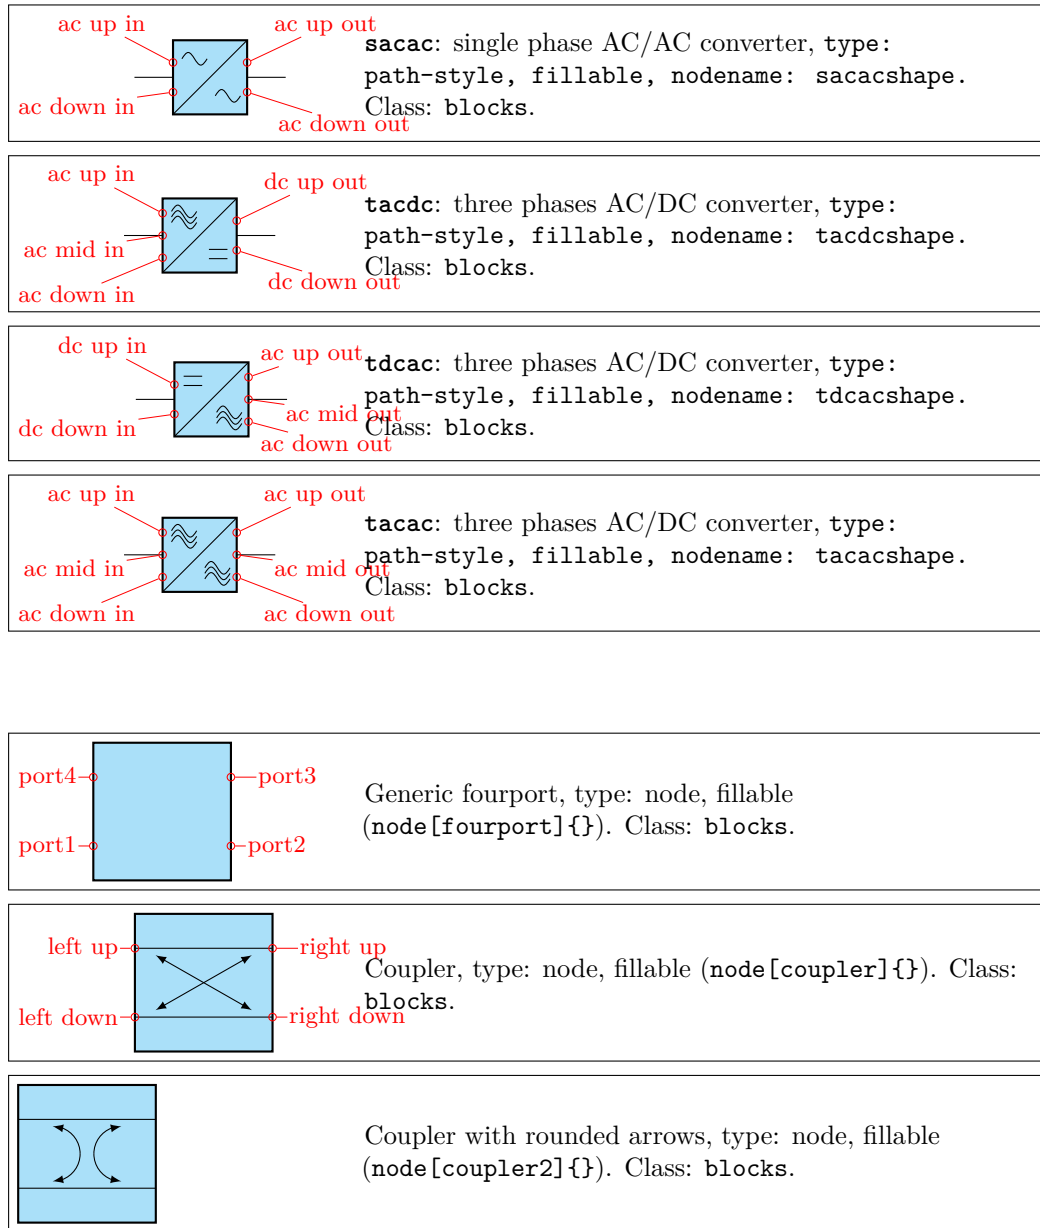 ac up in
ac up out
ac down in
ac down out
sacac: single phase AC/AC converter, type:
path-style, fillable, nodename: sacacshape.
Class: blocks.
ac up in
dc up out
ac mid in
ac down in
dc down out
tacdc: three phases AC/DC converter, type:
path-style, fillable, nodename: tacdcshape.
Class: blocks.
dc up in
ac up out
ac mid out
dc down in
ac down out
tdcac: three phases AC/DC converter, type:
path-style, fillable, nodename: tdcacshape.
Class: blocks.
ac up in
ac up out
ac mid in
ac mid out
ac down in
ac down out
tacac: three phases AC/DC converter, type:
path-style, fillable, nodename: tacacshape.
Class: blocks.
port4
port3
port1
port2
Generic fourport, type: node, fillable
(node[fourport]{}). Class: blocks.
left up
right up
left down
right down
Coupler, type: node, fillable (node[coupler]{}). Class:
blocks.
Coupler with rounded arrows, type: node, fillable
(node[coupler2]{}). Class: blocks.